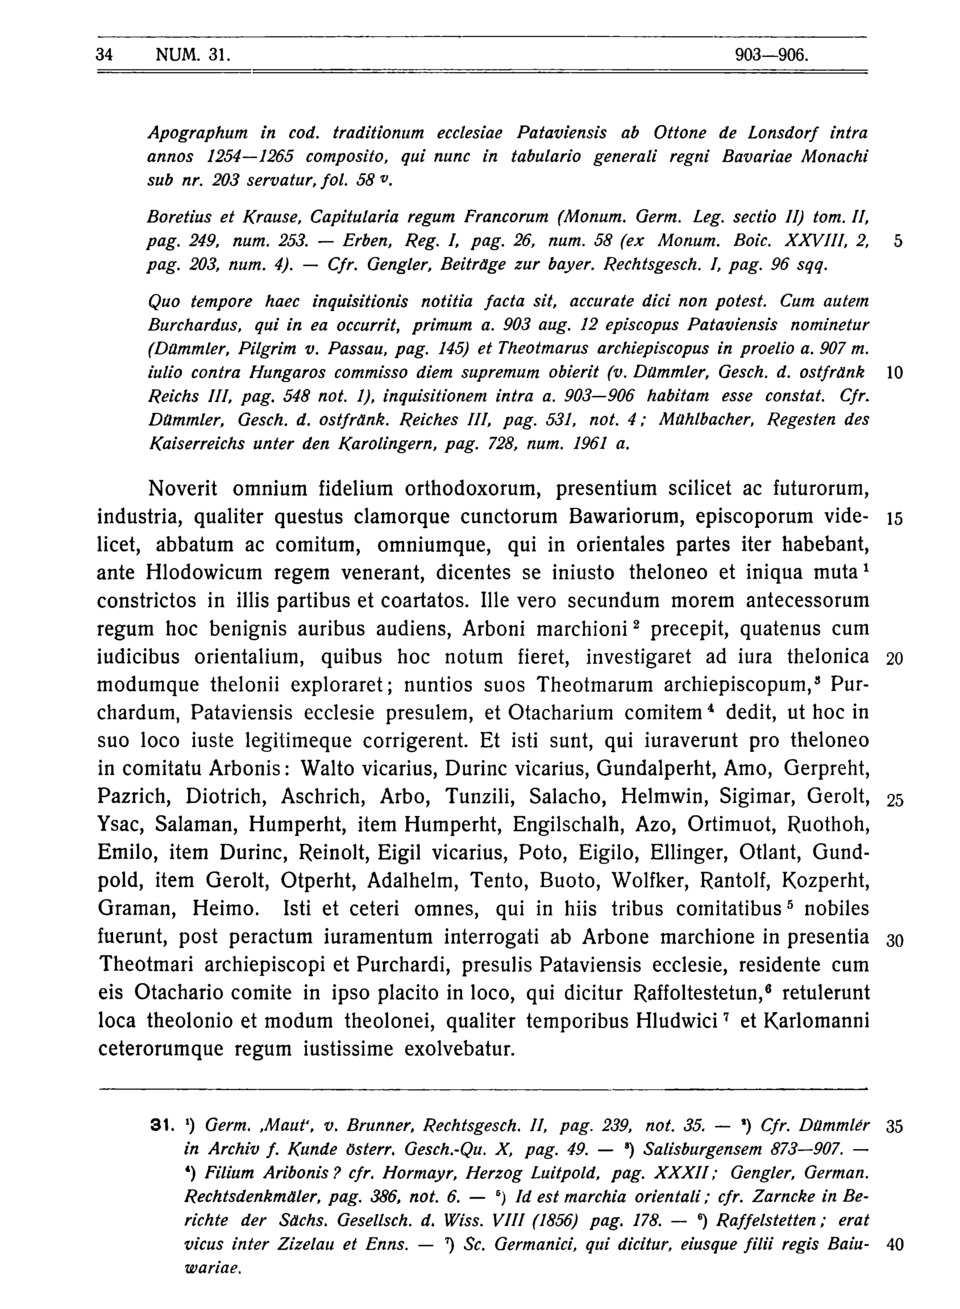 34 NUM. 31. 903—906.
Apographum in cod. traditionum ecclesiae Pataviensis ab Ottone de Lonsdorf intra
annos 1254—1265 composito, qui nunc in tabulario generali regni Bavariae Monachi
sub nr. 203 servatur, fol. 58 v.
Boretius et Krause, Capitularia regum Francorum (Monum. Germ. Leg. sectio II) tom. II,
pag. 249, num. 253. — Erben, Reg. I, pag. 26, num. 58 (ex Monum. Boic. XXVIII, 2, 5
pag. 203, num. 4). — Cfr. Gengler, Beiträge zur bayer. Rechtsgesch. I, pag. 96 sqq.
Quo tempore haec inquisitionis notitia facta sit, accurate dici non potest. Cum autem
Burchardus, qui in ea occurrit, primum a. 903 aug. 12 episcopus Pataviensis nominetur
(Dümmler, Pilgrim v. Passau, pag. 145) et Theotmarus archiepiscopus in proelio a. 907 m.
iulio contra Hungaros commisso diem supremum obierit (v. Dümmler, Gesch. d. ostfränk 10
Reichs III, pag. 548 not. 1), inquisitionem intra a. 903—906 habitam esse constat. Cfr.
Dümmler, Gesch. d. ostfränk. Reiches III, pag. 531, not. 4; Mühlbacher, Regesten des
Kaiserreichs unter den Karolingern, pag. 728, num. 1961 a.
Noverit omnium fidelium orthodoxorum, presentium scilicet ac futurorum,
industria, qualiter questus clamorque cunctorum Bawariorum, episcoporum vide- 15
licet, abbatum ac comitum, omniumque, qui in orientales partes iter habebant,
ante Hlodowicum regem venerant, dicentes se iniusto theloneo et iniqua muta ¹
constrictos in illis partibus et coartatos. Ille vero secundum morem antecessorum
regum hoc benignis auribus audiens, Arboni marchioni ² precepit, quatenus cum
iudicibus orientalium, quibus hoc notum fieret, investigaret ad iura thelonica 20
modumque thelonii exploraret; nuntios suos Theotmarum archiepiscopum,³ Pur-
chardum, Pataviensis ecclesie presulem, et Otacharium comitem ⁴ dedit, ut hoc in
suo loco iuste legitimeque corrigerent. Et isti sunt, qui iuraverunt pro theloneo
in comitatu Arbonis: Walto vicarius, Durinc vicarius, Gundalperht, Amo, Gerpreht,
Pazrich, Diotrich, Aschrich, Arbo, Tunzili, Salacho, Helmwin, Sigimar, Gerolt, 25
Ysac, Salaman, Humperht, item Humperht, Engilschalh, Azo, Ortimuot, Ruothoh,
Emilo, item Durinc, Reinolt, Eigil vicarius, Poto, Eigilo, Ellinger, Otlant, Gund-
pold, item Gerolt, Otperht, Adalhelm, Tento, Buoto, Wolfker, Rantolf, Kozperht,
Graman, Heimo. Isti et ceteri omnes, qui in hiis tribus comitatibus ⁵ nobiles
fuerunt, post peractum iuramentum interrogati ab Arbone marchione in presentia 30
Theotmari archiepiscopi et Purchardi, presulis Pataviensis ecclesie, residente cum
eis Otachario comite in ipso placito in loco, qui dicitur Raffoltestetun,⁶ retulerunt
loca theolonio et modum theolonei, qualiter temporibus Hludwici ⁷ et Karlomanni
ceterorumque regum iustissime exolvebatur.
31. ¹) Germ. ‚Maut‘, v. Brunner, Rechtsgesch. II, pag. 239, not. 35. — ²) Cfr. Dümmlér 35
in Archiv f. Kunde österr. Gesch.-Qu. X, pag. 49. — ³) Salisburgensem 873—907. —
⁴) Filium Aribonis? cfr. Hormayr, Herzog Luitpold, pag. XXXII; Gengler, German.
Rechtsdenkmäler, pag. 386, not. 6. — ⁵) Id est marchia orientali; cfr. Zarncke in Be-
richte der Sächs. Gesellsch. d. Wiss. VIII (1856) pag. 178. — ⁶) Raffelstetten; erat
vicus inter Zizelau et Enns. — ⁷) Sc. Germanici, qui dicitur, eiusque filii regis Baiu- 40
wariae.